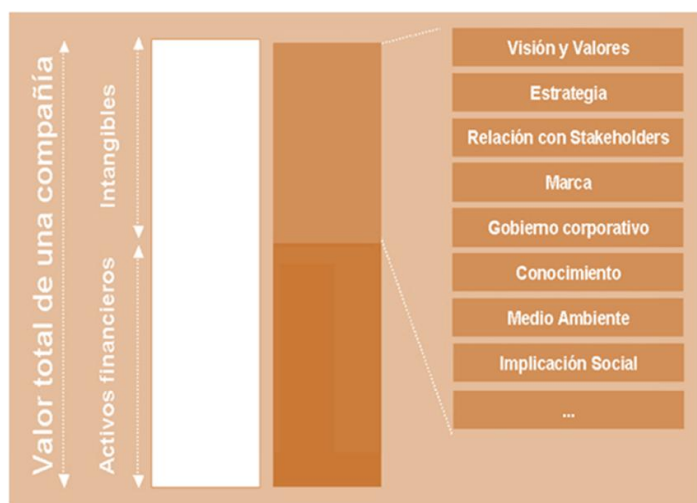 Valor total de una compañía
Intangibles
Activos financieros
Visión y Valores
Estrategia
Relación con Stakeholders
Marca
Gobierno corporativo
Conocimiento
Medio Ambiente
Implicación Social
...